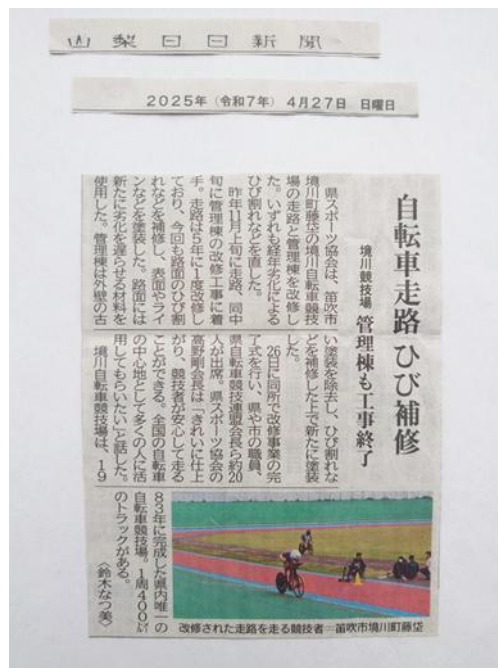 山梨日日新聞
2025年（令和7年）4月27日 日曜日
自転車走路 ひび補修
境川競技場 管理棟も工事終了
県スポーツ協会は、笛吹市
境川町藤垈の境川自転車競技
場の走路と管理棟を改修し
た。いずれも経年劣化による
ひび割れなどを直した。
昨年11月上旬に走路、同中
旬に管理棟の改修工事に着
手。走路は5年に1度改修し
ており、今回も路面のひび割
れなどを補修し、表面やライ
ンなどを塗装した。路面には
新たに劣化を遅らせる材料を
使用した。管理棟は外壁の古
い塗装を除去し、ひび割れな
どを補修した上で新たに塗装
した。
26日に同所で改修事業の完
了式を行い、県や市の職員、
県自転車競技連盟会長ら約20
人が出席。県スポーツ協会の
高野剛会長は「きれいに仕上
がり、競技者が安心して走る
ことができる。全国の自転車
の中心地として多くの人に活
用してもらいたい」と話した。
境川自転車競技場は、19
83年に完成した県内唯一の
自転車競技場。1周400㍍
のトラックがある。
〈鈴木なつ美〉
改修された走路を走る競技者＝笛吹市境川町藤垈